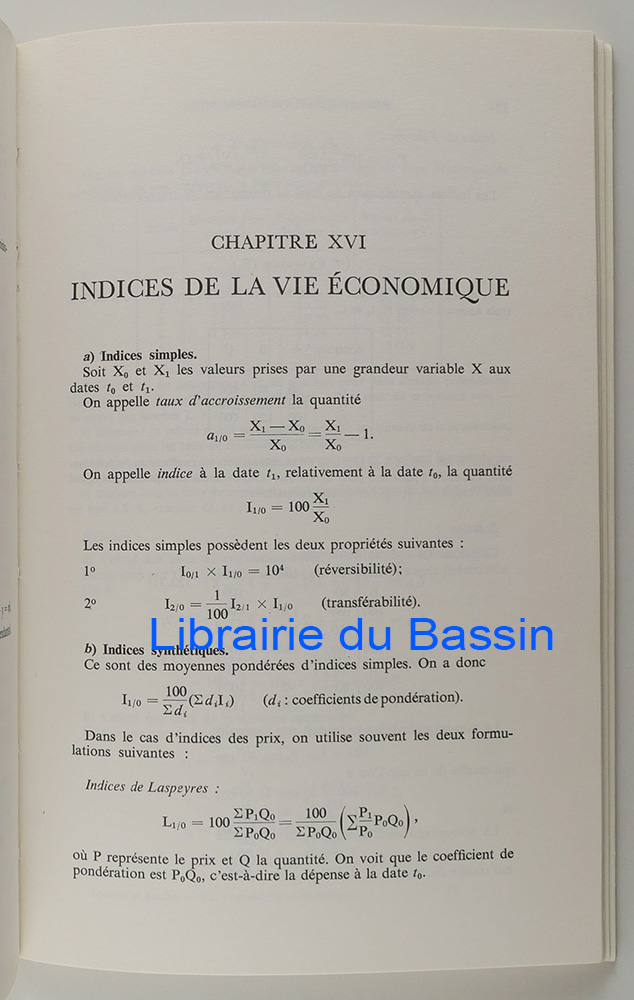 CHAPITRE XVI
INDICES DE LA VIE ÉCONOMIQUE
a) Indices simples.
Soit X₀ et X₁ les valeurs prises par une grandeur variable X aux
dates t₀ et t₁.
On appelle taux d'accroissement la quantité
a₁/₀ = (X₁ — X₀)/X₀ = X₁/X₀ — 1.
On appelle indice à la date t₁, relativement à la date t₀, la quantité
I₁/₀ = 100 X₁/X₀
Les indices simples possèdent les deux propriétés suivantes :
1º I₀/₁ × I₁/₀ = 10⁴ (réversibilité);
2º I₂/₀ = 1/100 I₂/₁ × I₁/₀ (transférabilité).
Librairie du Bassin
b) Indices synthétiques.
Ce sont des moyennes pondérées d'indices simples. On a donc
I₁/₀ = 100/Σdᵢ (ΣdᵢIᵢ) (dᵢ : coefficients de pondération).
Dans le cas d'indices des prix, on utilise souvent les deux formu-
lations suivantes :
Indices de Laspeyres :
L₁/₀ = 100 ΣP₁Q₀/ΣP₀Q₀ = 100/ΣP₀Q₀ (Σ P₁/P₀ P₀Q₀),
où P représente le prix et Q la quantité. On voit que le coefficient de
pondération est P₀Q₀, c'est-à-dire la dépense à la date t₀.